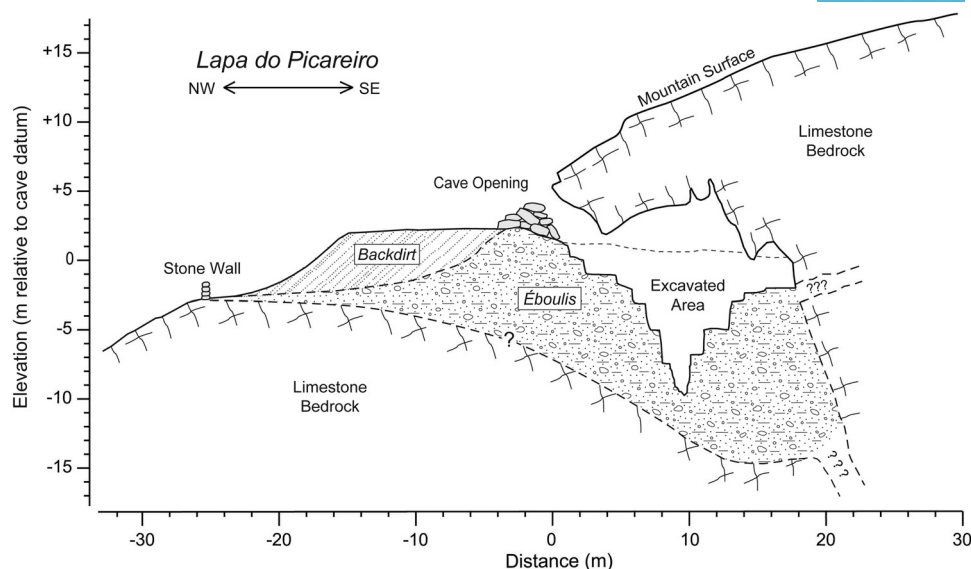 Lapa do Picareiro
NW SE
Mountain Surface
Limestone
Bedrock
Cave Opening
Backdirt
Stone Wall
Éboulis
Excavated
Area
???
?
Limestone
Bedrock
???
Elevation (m relative to cave datum)
+15
+10
+5
0
-5
-10
-15
-30 -20 -10 0 10 20 30
Distance (m)